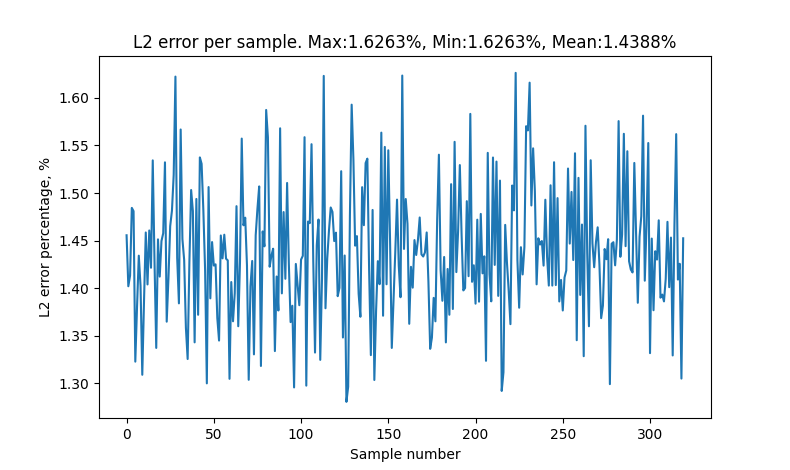 L2 error per sample. Max:1.6263%, Min:1.6263%, Mean:1.4388%
L2 error percentage, %
1.60
1.55
1.50
1.45
1.40
1.35
1.30
0 50 100 150 200 250 300
Sample number